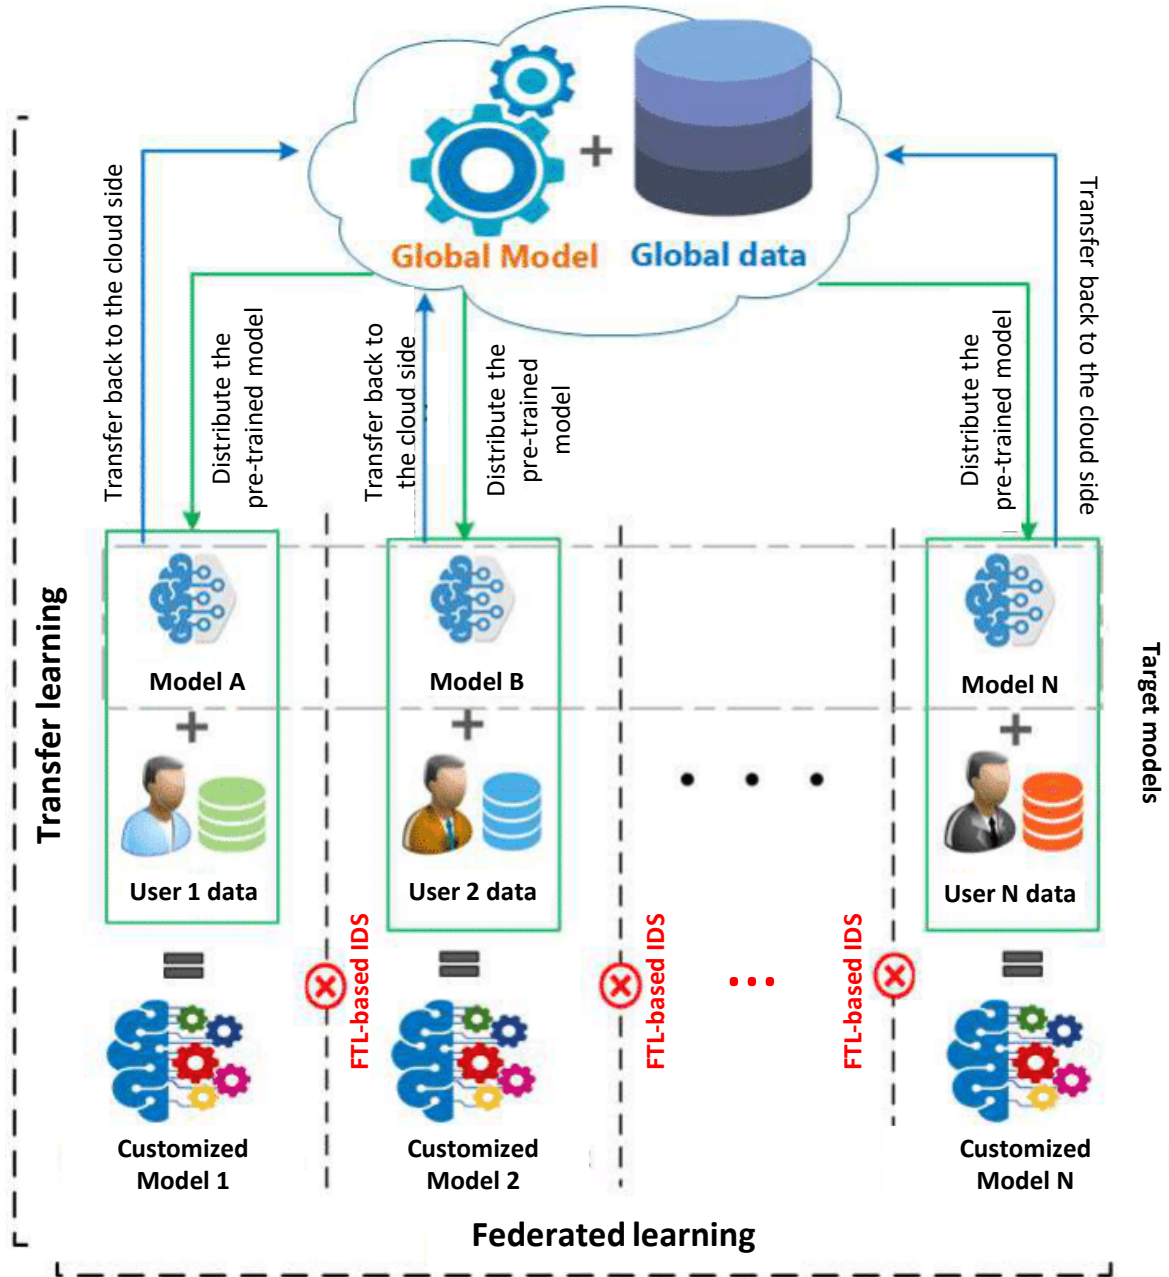 Global Model
Global data
Transfer back to the cloud side
Distribute the
pre-trained model
Transfer back to
the cloud side
Distribute the
pre-trained
model
Distribute the
pre-trained model
Transfer back to the cloud side
Transfer learning
Target models
Model A
Model B
Model N
User 1 data
User 2 data
User N data
FTL-based IDS
FTL-based IDS
FTL-based IDS
Customized
Model 1
Customized
Model 2
Customized
Model N
Federated learning